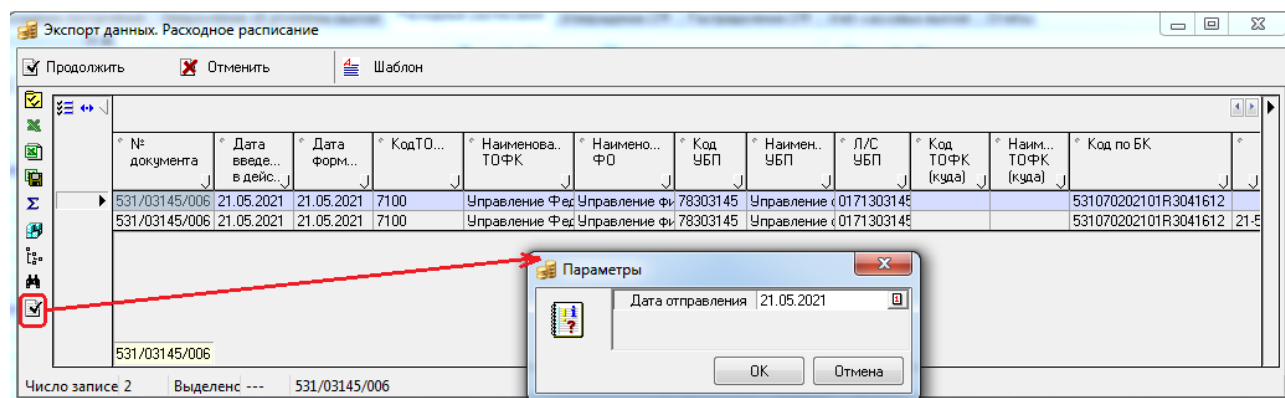 Экспорт данных. Расходное расписание
Продолжить Отменить Шаблон
№ документа Дата введе... в дейс... Дата форм... КодТО... Наименова.. ТОФК Наимено... ФО Код УБП Наимен.. УБП Л/С УБП Код ТОФК (куда) Наим... ТОФК (куда) Код по БК
531/03145/006 21.05.2021 21.05.2021 7100 Управление Фед Управление фи 78303145 Управление 0171303145 531070202101R3041612
531/03145/006 21.05.2021 21.05.2021 7100 Управление Фед Управление фи 78303145 Управление 0171303145 531070202101R3041612 21-5
Параметры
Дата отправления 21.05.2021
OK Отмена
531/03145/006
Число записе 2 Выделенс --- 531/03145/006